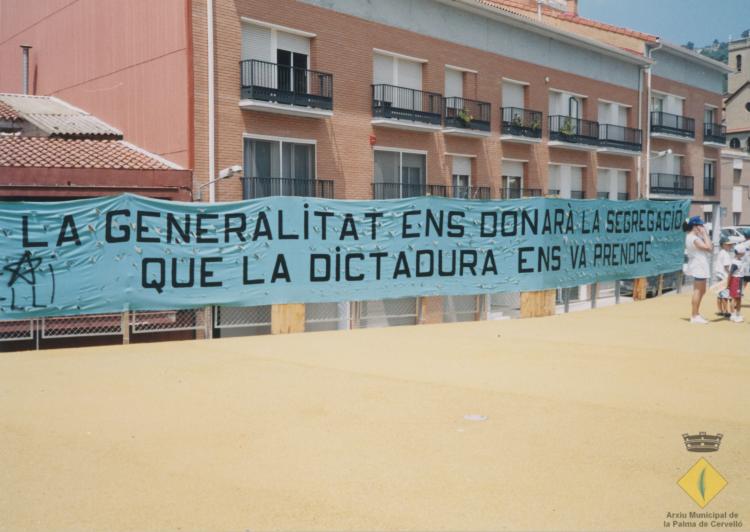 LA GENERALiTAT ENS DONARÀ LA SEGREGACIÓ
QUE LA DiCTADURA ENS VA PRENDRE
Arxiu Municipal de
la Palma de Cervelló